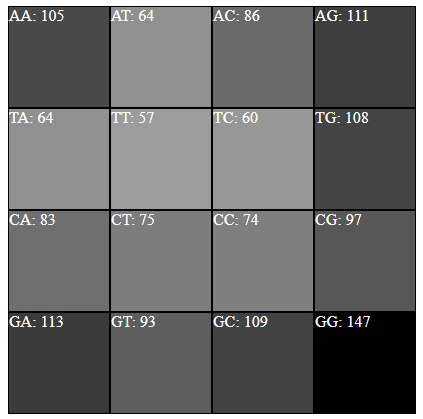 AA: 105 AT: 64 AC: 86 AG: 111
TA: 64 TT: 57 TC: 60 TG: 108
CA: 83 CT: 75 CC: 74 CG: 97
GA: 113 GT: 93 GC: 109 GG: 147